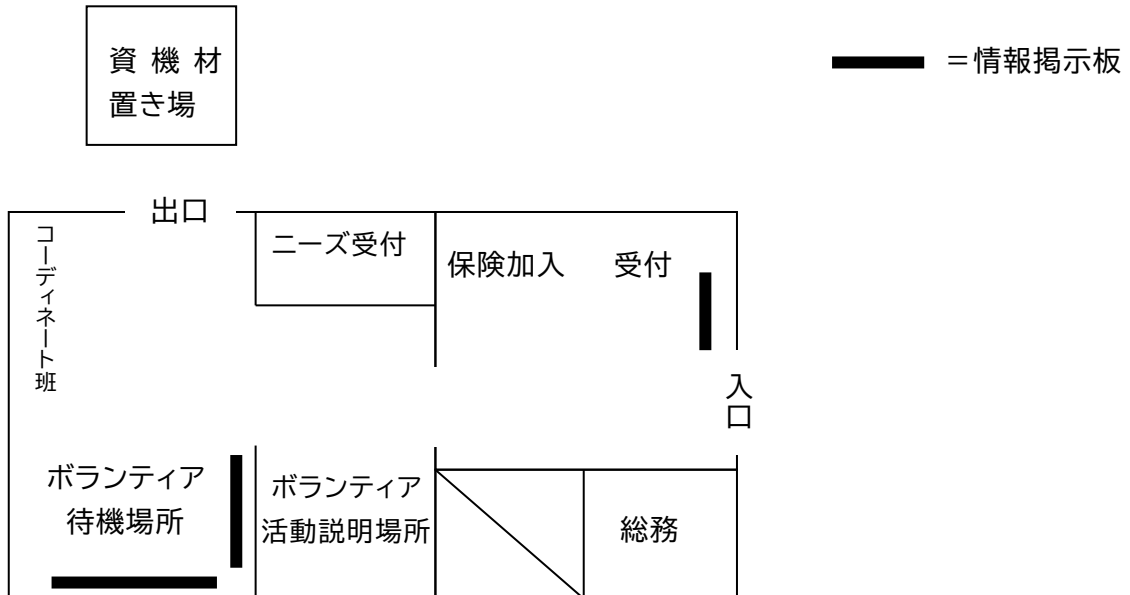 資機材
置き場
＝情報掲示板
出口
コーディネート班
ニーズ受付
保険加入
受付
入口
ボランティア
待機場所
ボランティア
活動説明場所
総務